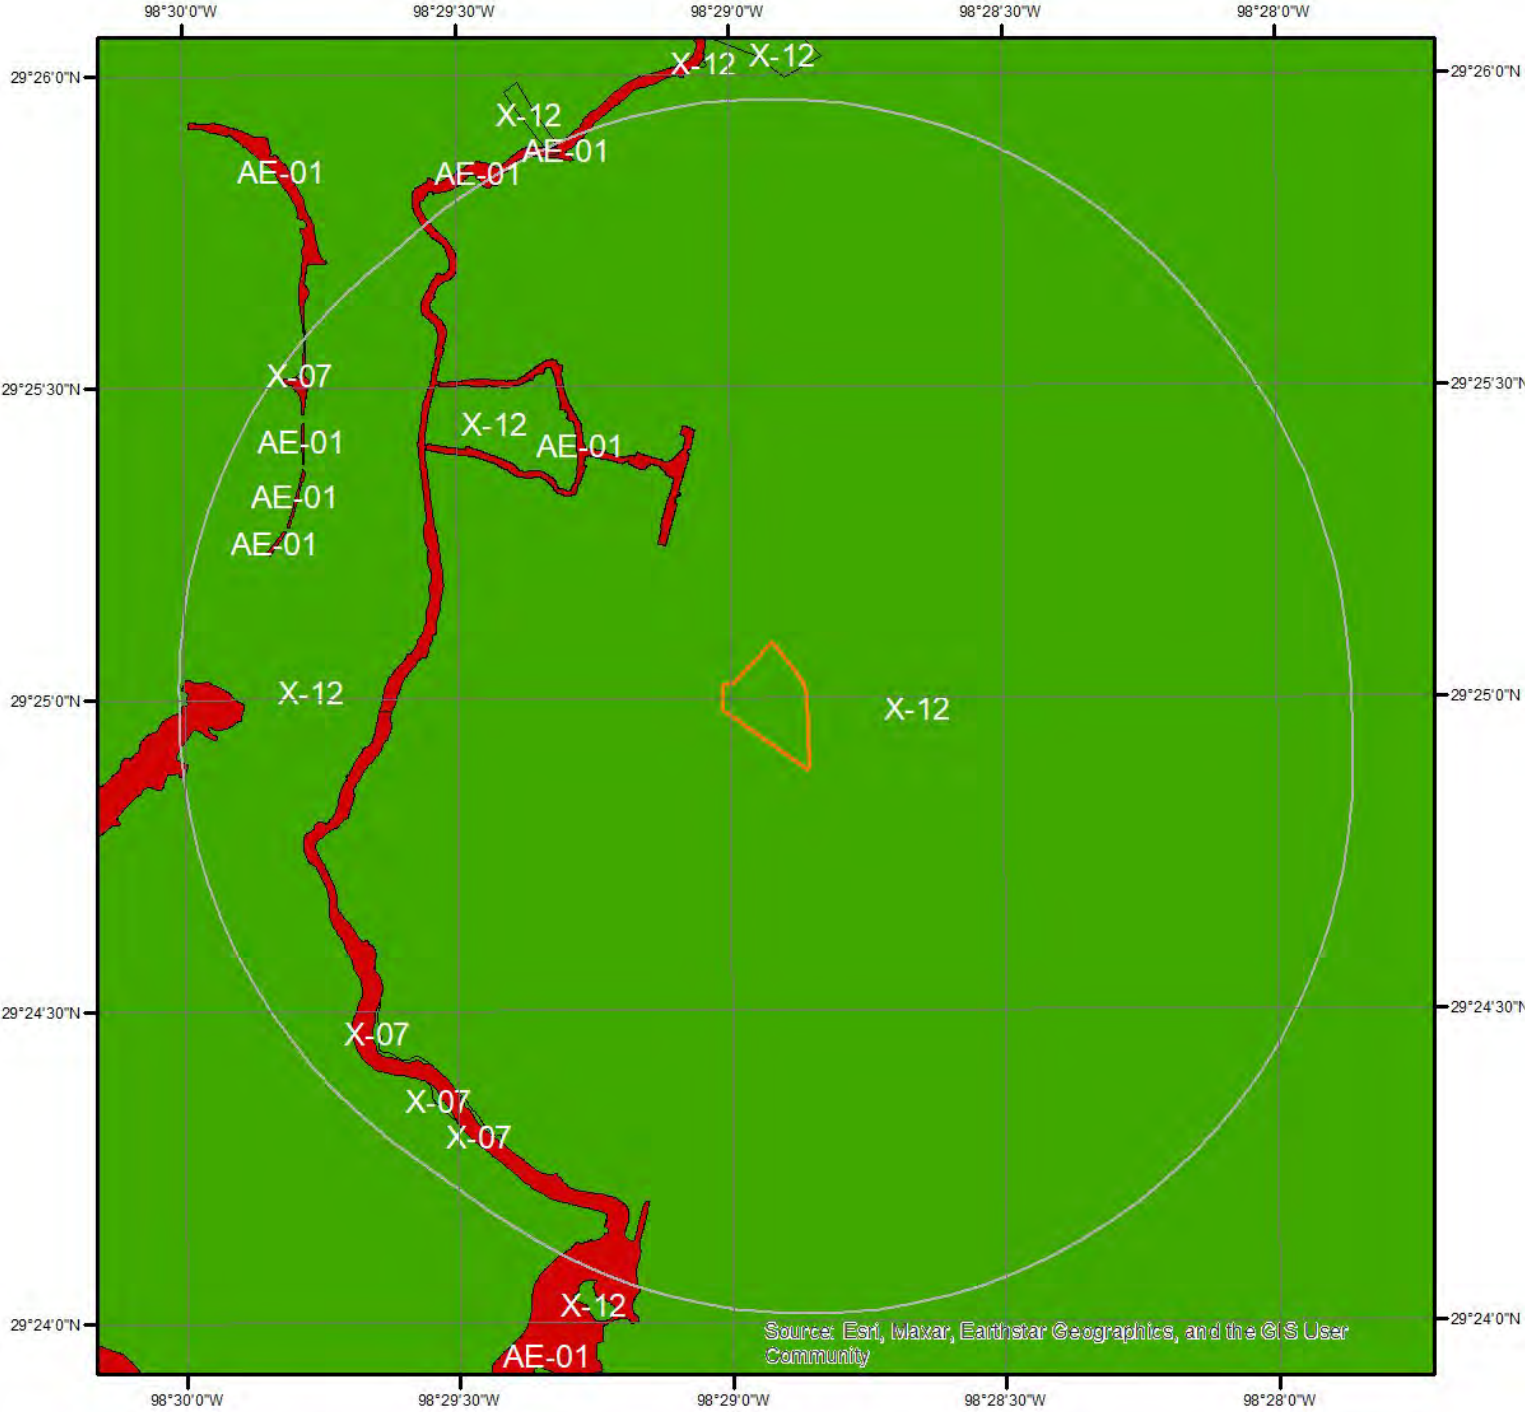 98°30'0"W 98°29'30"W 98°29'0"W 98°28'30"W 98°28'0"W
X-12
X-12
29°26'0"N 29°26'0"N
X-12
AE-01
AE-01
AE-01
X-07
29°25'30"N 29°25'30"N
X-12
AE-01
AE-01
AE-01
AE-01
X-12
29°25'0"N 29°25'0"N
X-12
29°24'30"N 29°24'30"N
X-07
X-07
X-07
X-12
29°24'0"N 29°24'0"N
Source: Esri, Maxar, Earthstar Geographics, and the GIS User
Community
AE-01
98°30'0"W 98°29'30"W 98°29'0"W 98°28'30"W 98°28'0"W